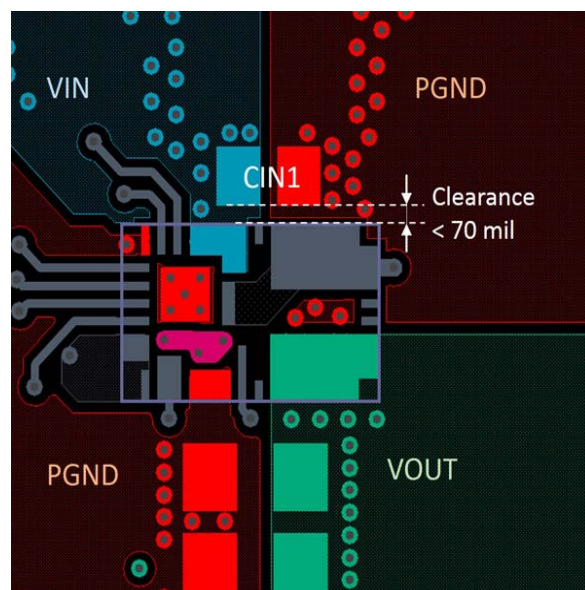 VIN
PGND
CIN1
Clearance
< 70 mil
PGND
VOUT